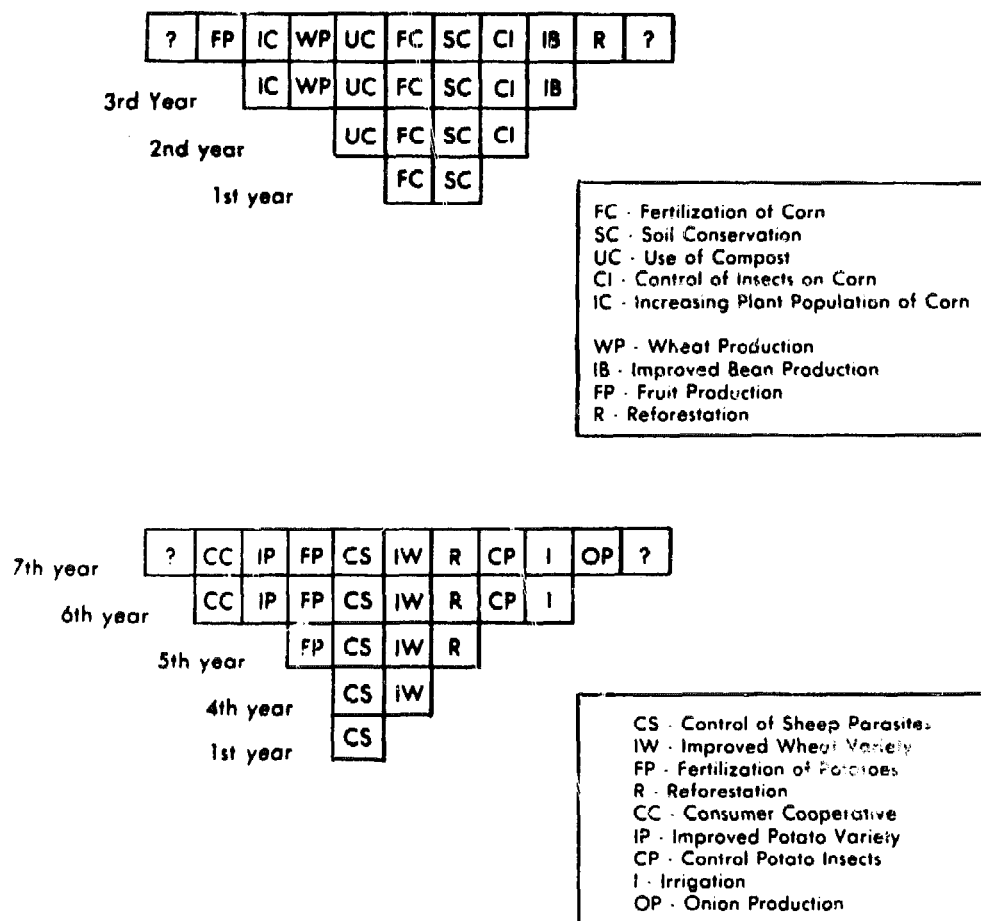 ? FP IC WP UC FC SC CI IB R ?
3rd Year IC WP UC FC SC CI IB
2nd year UC FC SC CI
1st year FC SC
FC - Fertilization of Corn
SC - Soil Conservation
UC - Use of Compost
CI - Control of Insects on Corn
IC - Increasing Plant Population of Corn
WP - Wheat Production
IB - Improved Bean Production
FP - Fruit Production
R - Reforestation
7th year ? CC IP FP CS IW R CP I OP ?
6th year CC IP FP CS IW R CP I
5th year FP CS IW R
4th year CS IW
1st year CS
CS - Control of Sheep Parasites
IW - Improved Wheat Variety
FP - Fertilization of Potatoes
R - Reforestation
CC - Consumer Cooperative
IP - Improved Potato Variety
CP - Control Potato Insects
I - Irrigation
OP - Onion Production